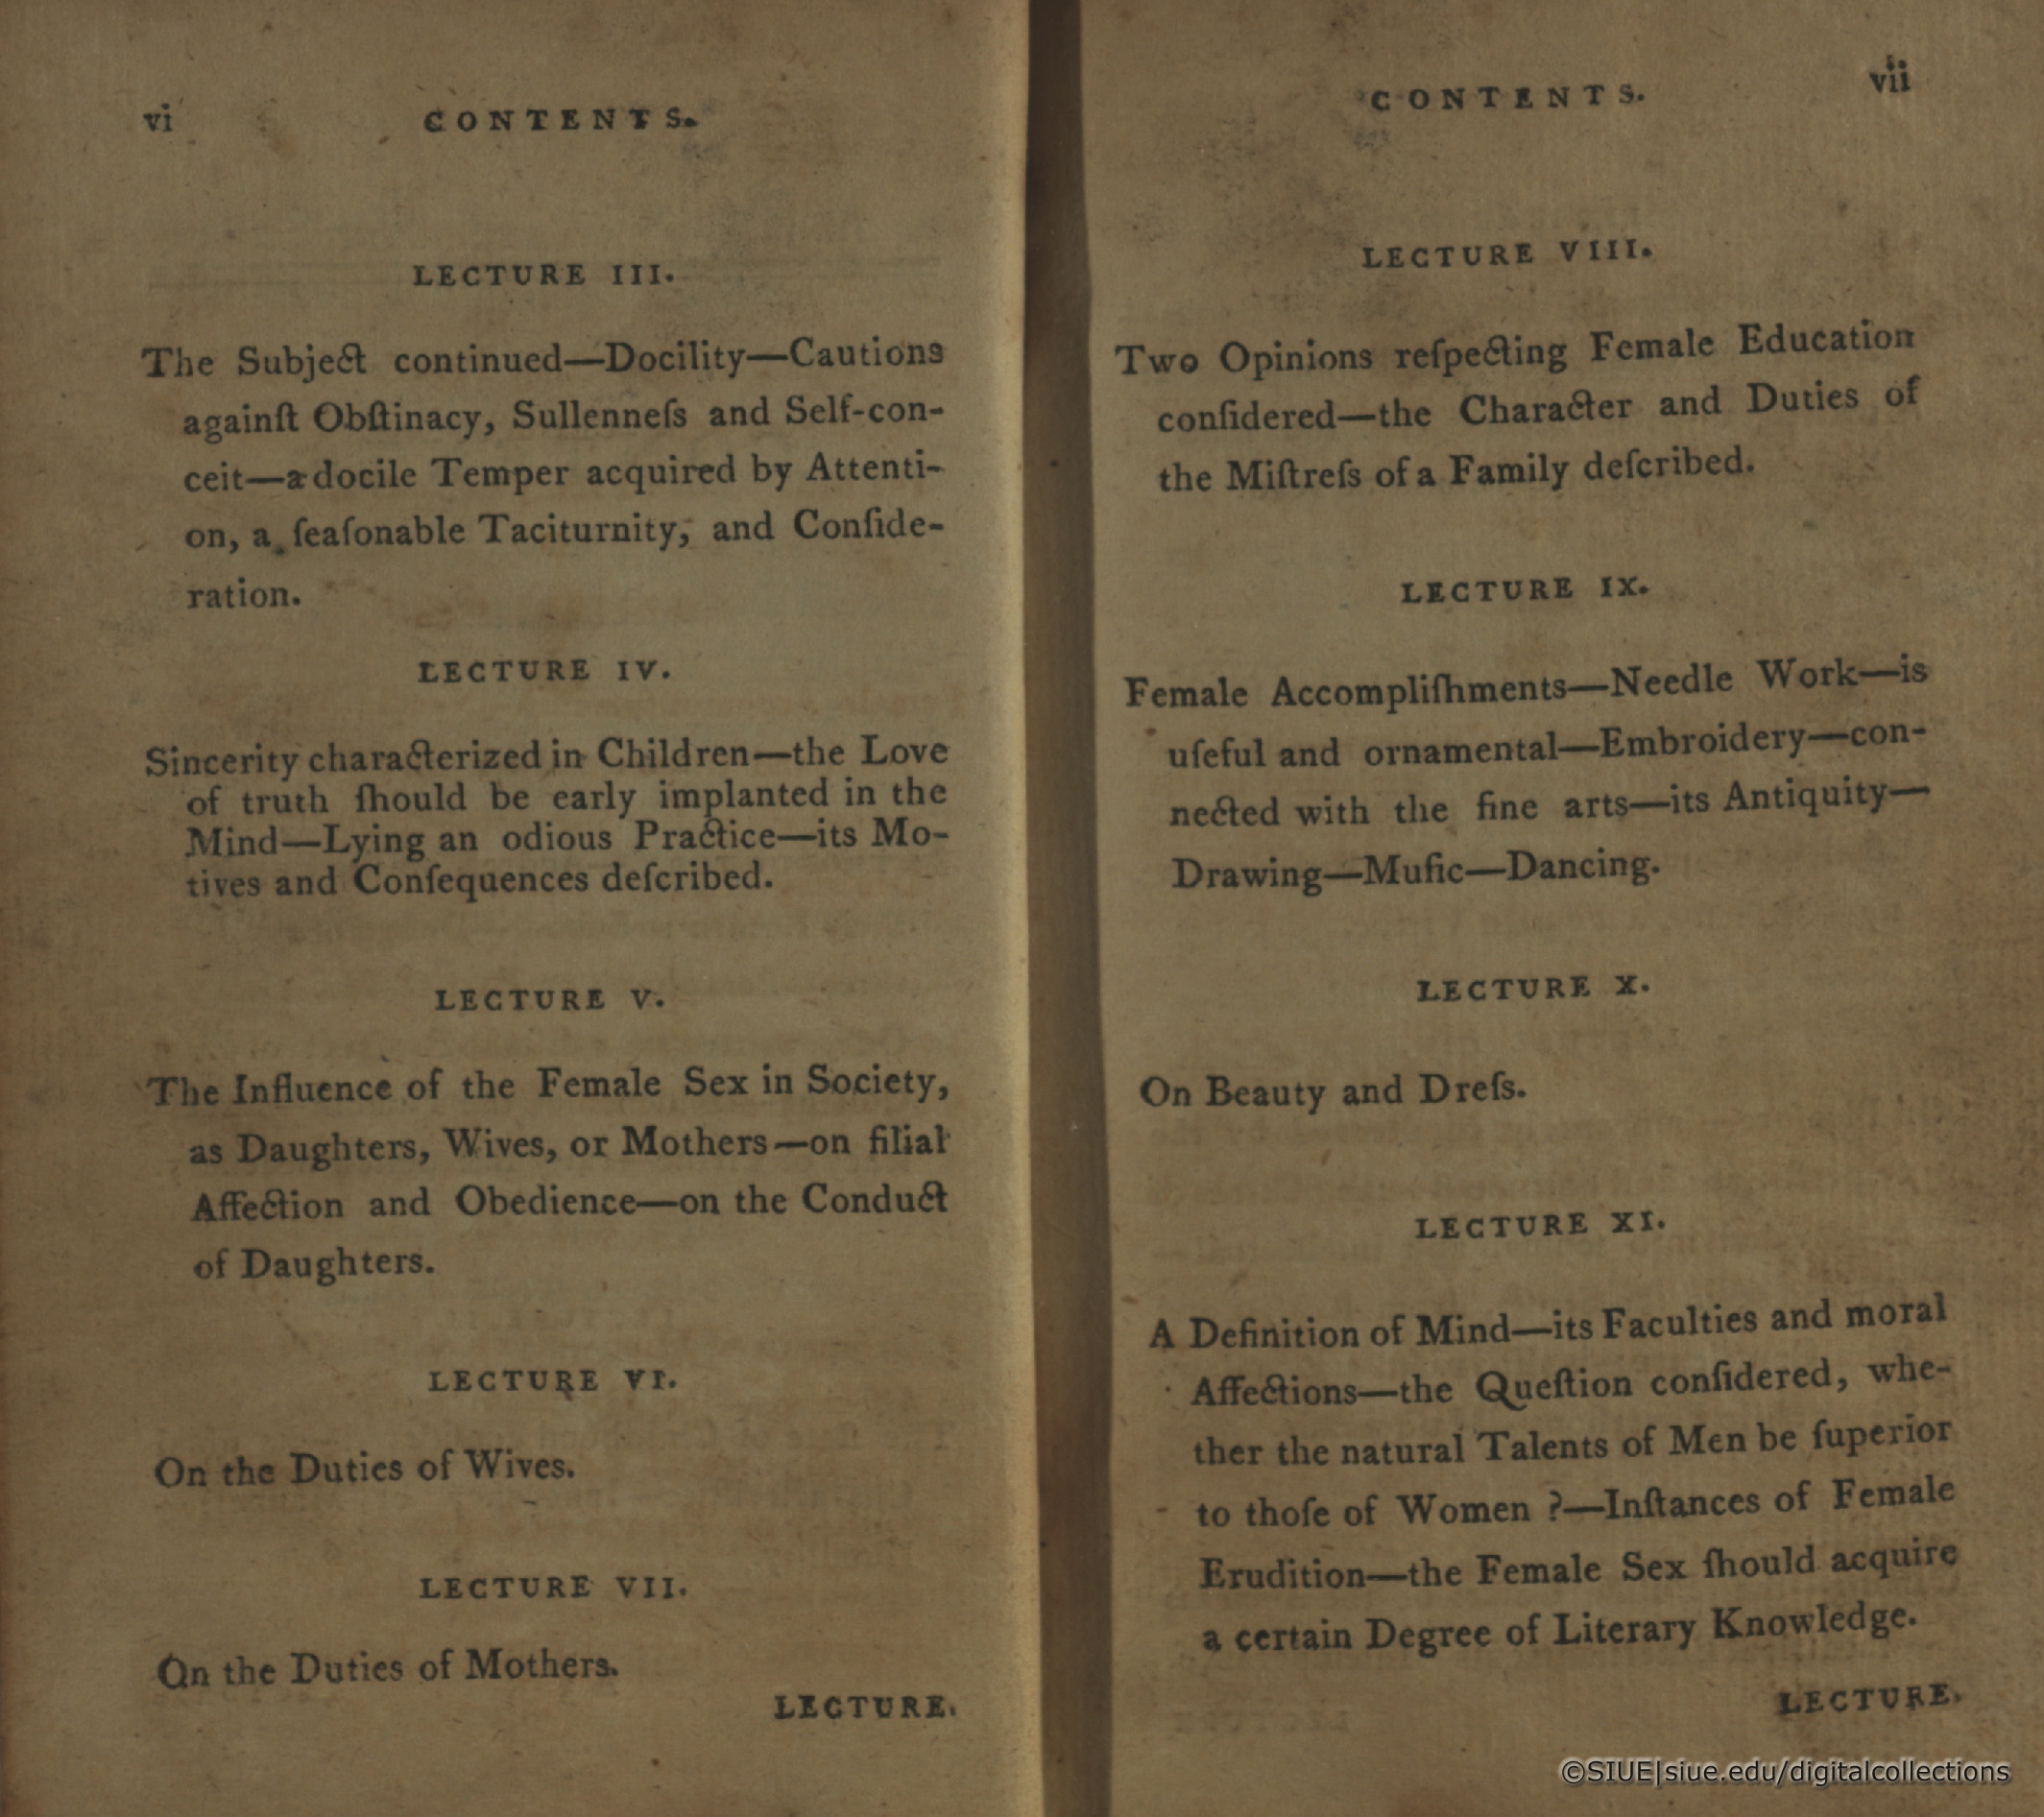 vi CONTENTS.
LECTURE III.
The Subject continued—Docility—Cautions
againſt Obſtinacy, Sullenneſs and Self-con-
ceit—a docile Temper acquired by Attenti-
on, a ſeaſonable Taciturnity, and Conſide-
ration.
LECTURE IV.
Sincerity characterized in Children—the Love
of truth ſhould be early implanted in the
Mind—Lying an odious Practice—its Mo-
tives and Conſequences deſcribed.
LECTURE V.
The Influence of the Female Sex in Society,
as Daughters, Wives, or Mothers—on filial
Affection and Obedience—on the Conduct
of Daughters.
LECTURE VI.
On the Duties of Wives.
LECTURE VII.
On the Duties of Mothers.
LECTURE.
CONTENTS. vii
LECTURE VIII.
Two Opinions reſpecting Female Education
conſidered—the Character and Duties of
the Miſtreſs of a Family deſcribed.
LECTURE IX.
Female Accompliſhments—Needle Work—is
uſeful and ornamental—Embroidery—con-
nected with the fine arts—its Antiquity—
Drawing—Muſic—Dancing.
LECTURE X.
On Beauty and Dreſs.
LECTURE XI.
A Definition of Mind—its Faculties and moral
Affections—the Queſtion conſidered, whe-
ther the natural Talents of Men be ſuperior
to thoſe of Women ?—Inſtances of Female
Erudition—the Female Sex ſhould acquire
a certain Degree of Literary Knowledge.
LECTURE.
©SIUE|siue.edu/digitalcollections